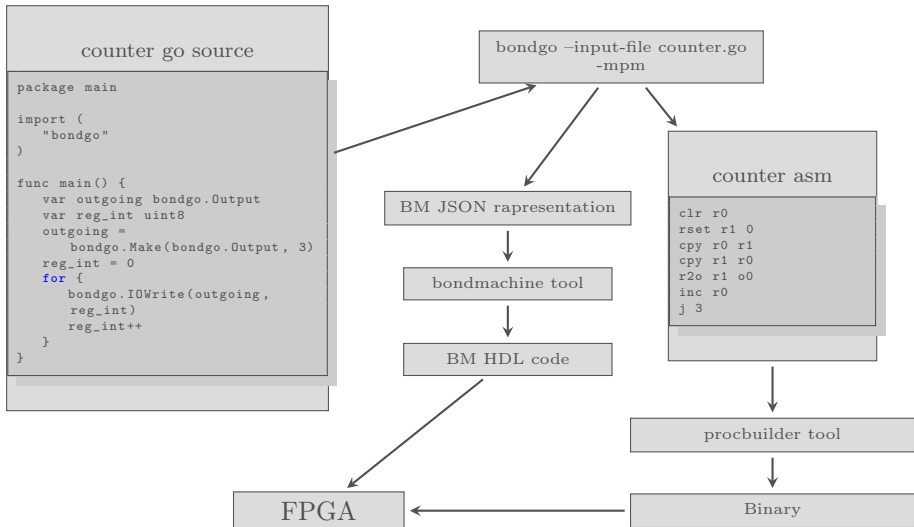 counter go source
package main
import (
"bondgo"
)
func main() {
var outgoing bondgo.Output
var reg_int uint8
outgoing =
bondgo.Make(bondgo.Output, 3)
reg_int = 0
for {
bondgo.IOWrite(outgoing,
reg_int)
reg_int++
}
}
bondgo –input-file counter.go
-mpm
BM JSON rapresentation
bondmachine tool
BM HDL code
counter asm
clr r0
rset r1 0
cpy r0 r1
cpy r1 r0
r2o r1 o0
inc r0
j 3
procbuilder tool
Binary
FPGA